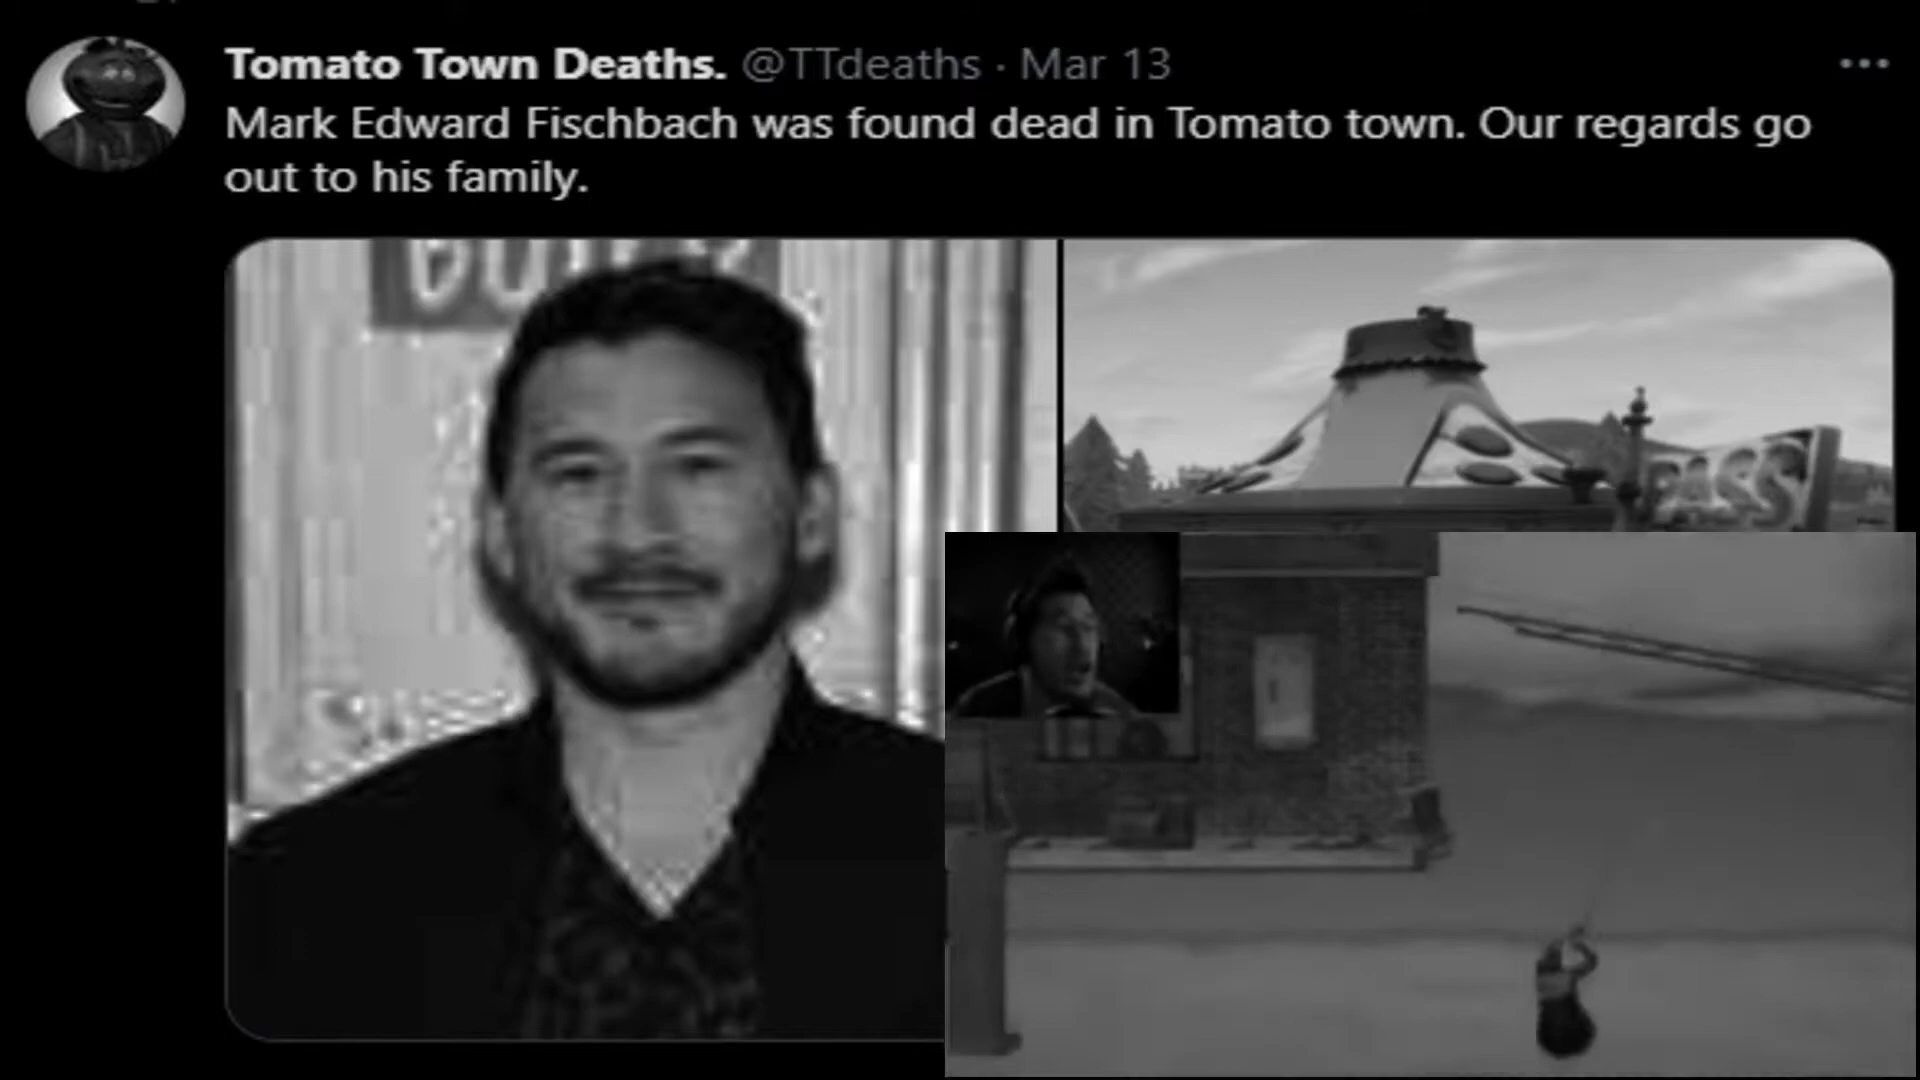 Tomato Town Deaths. @TTdeaths · Mar 13
Mark Edward Fischbach was found dead in Tomato town. Our regards go
out to his family.